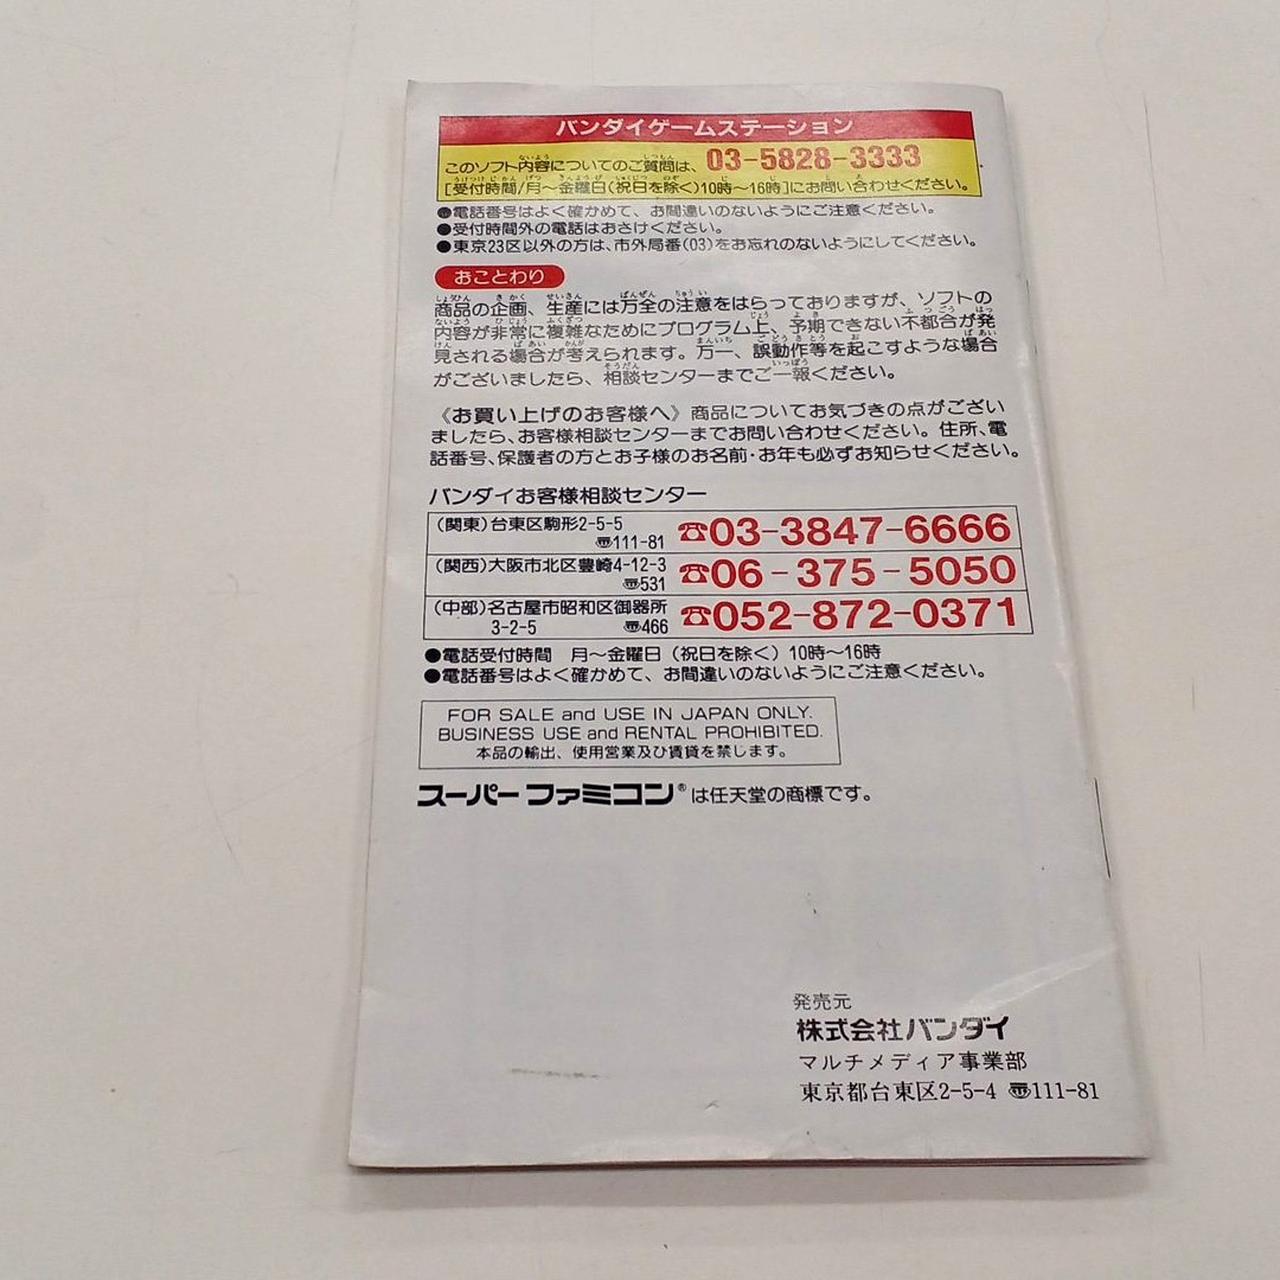 バンダイゲームステーション
このソフト内容についてのご質問は、03-5828-3333
[受付時間/月〜金曜日(祝日を除く)10時〜16時]にお問い合わせください。
●電話番号はよく確かめて、お間違いのないようにご注意ください。
●受付時間外の電話はおさけください。
●東京23区以外の方は、市外局番(03)をお忘れのないようにしてください。
おことわり
商品の企画、生産には万全の注意をはらっておりますが、ソフトの
内容が非常に複雑なためにプログラム上、予期できない不都合が発
見される場合が考えられます。万一、誤動作等を起こすような場合
がございましたら、相談センターまでご一報ください。
《お買い上げのお客様へ》商品についてお気づきの点がござい
ましたら、お客様相談センターまでお問い合わせください。住所、電
話番号、保護者の方とお子様のお名前・お年も必ずお知らせください。
バンダイお客様相談センター
(関東)台東区駒形2-5-5
〠111-81 ☎03-3847-6666
(関西)大阪市北区豊崎4-12-3
〠531 ☎06-375-5050
(中部)名古屋市昭和区御器所
3-2-5 〠466 ☎052-872-0371
●電話受付時間 月〜金曜日(祝日を除く)10時〜16時
●電話番号はよく確かめて、お間違いのないようにご注意ください。
FOR SALE and USE IN JAPAN ONLY.
BUSINESS USE and RENTAL PROHIBITED.
本品の輸出、使用営業及び賃貸を禁じます。
スーパーファミコン®は任天堂の商標です。
発売元
株式会社バンダイ
マルチメディア事業部
東京都台東区2-5-4 〠111-81